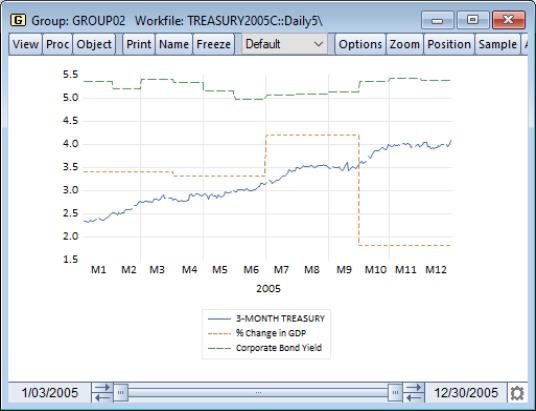 Group: GROUP02 Workfile: TREASURY2005C::Daily5\
View Proc Object Print Name Freeze Default Options Zoom Position Sample
5.5
5.0
4.5
4.0
3.5
3.0
2.5
2.0
1.5
M1 M2 M3 M4 M5 M6 M7 M8 M9 M10 M11 M12
2005
3-MONTH TREASURY
% Change in GDP
Corporate Bond Yield
1/03/2005 12/30/2005